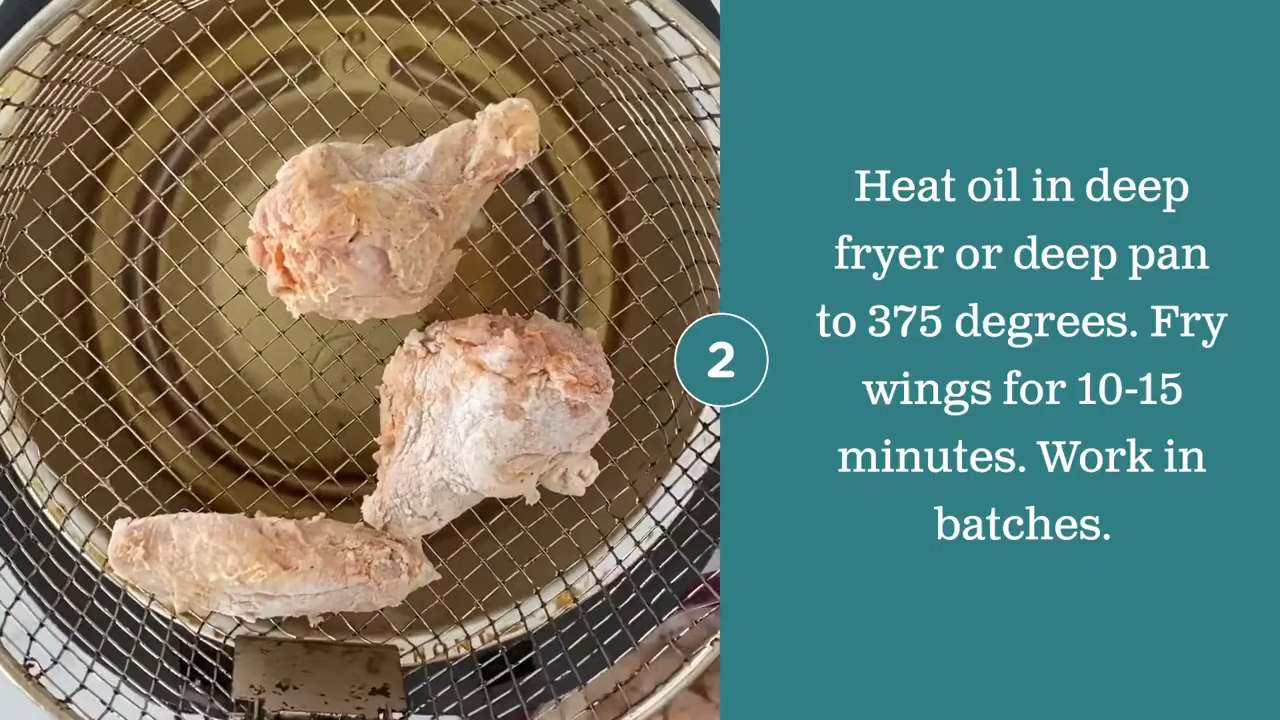 Heat oil in deep
fryer or deep pan
to 375 degrees. Fry
wings for 10-15
minutes. Work in
batches.
2